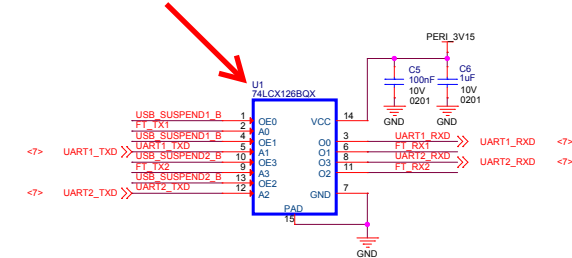 PERI_3V15
C5
100nF
10V
0201
C6
1uF
10V
0201
GND
GND
U1
74LCX126BQX
USB_SUSPEND1_B 1 OE0 VCC 14
FT_TX1 2 A0
USB_SUSPEND1_B 4 OE1 O0 3 UART1_RXD UART1_RXD <7>
<7> UART1_TXD UART1_TXD 5 A1 O1 6 FT_RX1
USB_SUSPEND2_B 10 OE3 O3 8 UART2_RXD UART2_RXD <7>
FT_TX2 9 A3 O2 11 FT_RX2
USB_SUSPEND2_B 13 OE2
<7> UART2_TXD UART2_TXD 12 A2 GND 7
PAD
15
GND